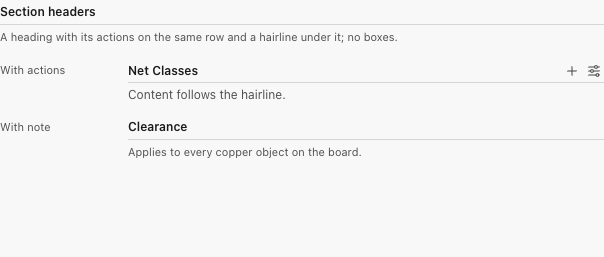 Section headers
A heading with its actions on the same row and a hairline under it; no boxes.
With actions
Net Classes
Content follows the hairline.
With note
Clearance
Applies to every copper object on the board.